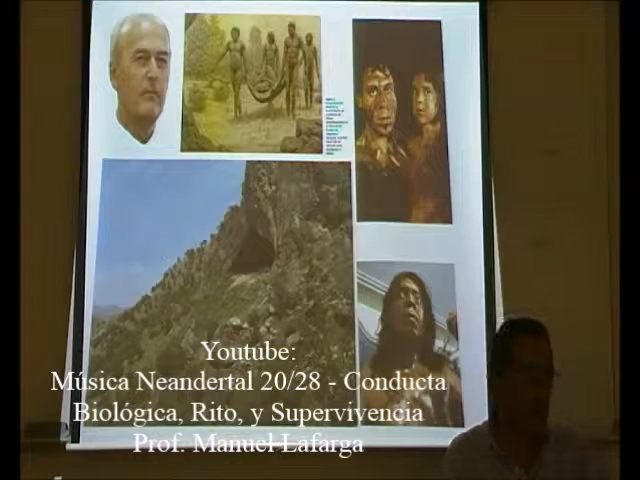 Youtube:
Música Neandertal 20/28 - Conducta
Biológica, Rito, y Supervivencia
Prof. Manuel Lafarga